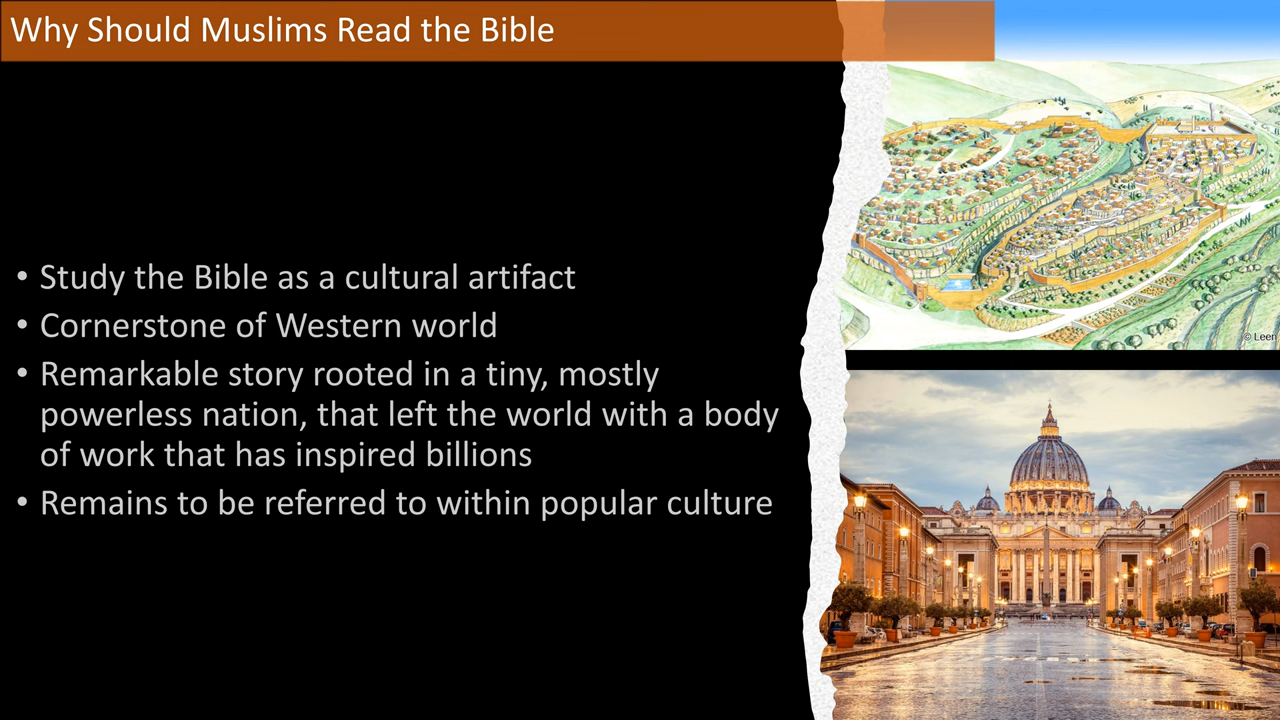 Why Should Muslims Read the Bible
• Study the Bible as a cultural artifact
• Cornerstone of Western world
• Remarkable story rooted in a tiny, mostly
powerless nation, that left the world with a body
of work that has inspired billions
• Remains to be referred to within popular culture
© Leen